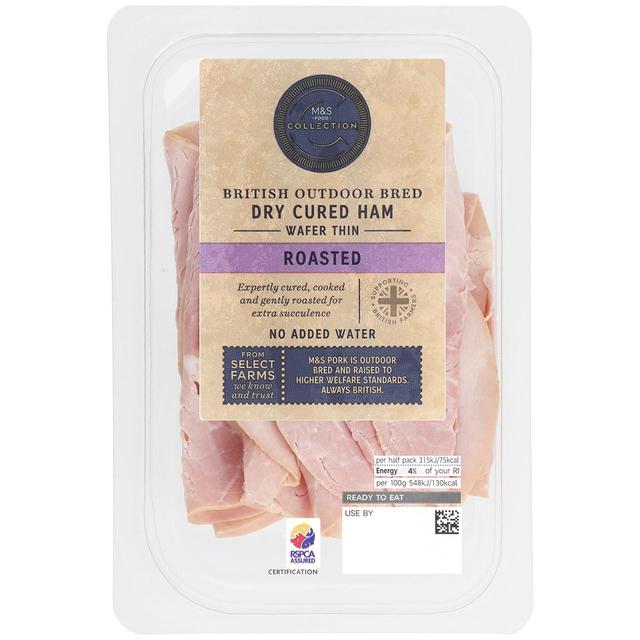 M&S
FOOD
COLLECTION
BRITISH OUTDOOR BRED
DRY CURED HAM
WAFER THIN
ROASTED
Expertly cured, cooked
and gently roasted for
extra succulence
SUPPORTING BRITISH FARMERS
NO ADDED WATER
FROM
SELECT
FARMS
we know
and trust
M&S PORK IS OUTDOOR
BRED AND RAISED TO
HIGHER WELFARE STANDARDS.
ALWAYS BRITISH.
per half pack 315kJ/75kcal
Energy 4% of your RI
per 100g 548kJ/130kcal
READY TO EAT
USE BY
RSPCA
ASSURED
CERTIFICATION